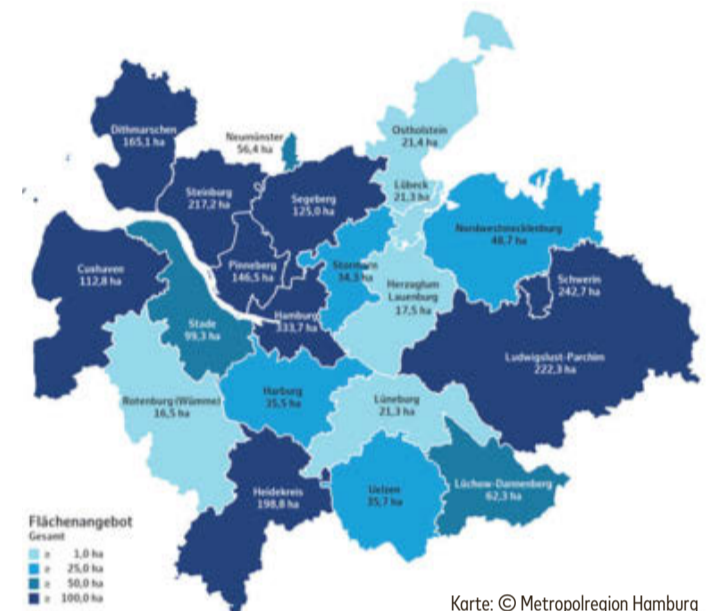 Dithmarschen
165,1 ha
Neumünster
56,4 ha
Ostholstein
21,4 ha
Steinburg
217,2 ha
Segeberg
125,0 ha
Lübeck
21,3 ha
Nordwestmecklenburg
48,7 ha
Cuxhaven
112,8 ha
Pinneberg
146,5 ha
Stormarn
34,3 ha
Herzogtum
Lauenburg
17,5 ha
Schwerin
242,7 ha
Stade
99,3 ha
Hamburg
333,7 ha
Ludwigslust-Parchim
222,3 ha
Rotenburg (Wümme)
16,5 ha
Harburg
35,5 ha
Lüneburg
21,3 ha
Heidekreis
198,8 ha
Uelzen
35,7 ha
Lüchow-Dannenberg
62,3 ha
Flächenangebot
Gesamt
≥ 1,0 ha
≥ 25,0 ha
≥ 50,0 ha
≥ 100,0 ha
Karte: © Metropolregion Hamburg